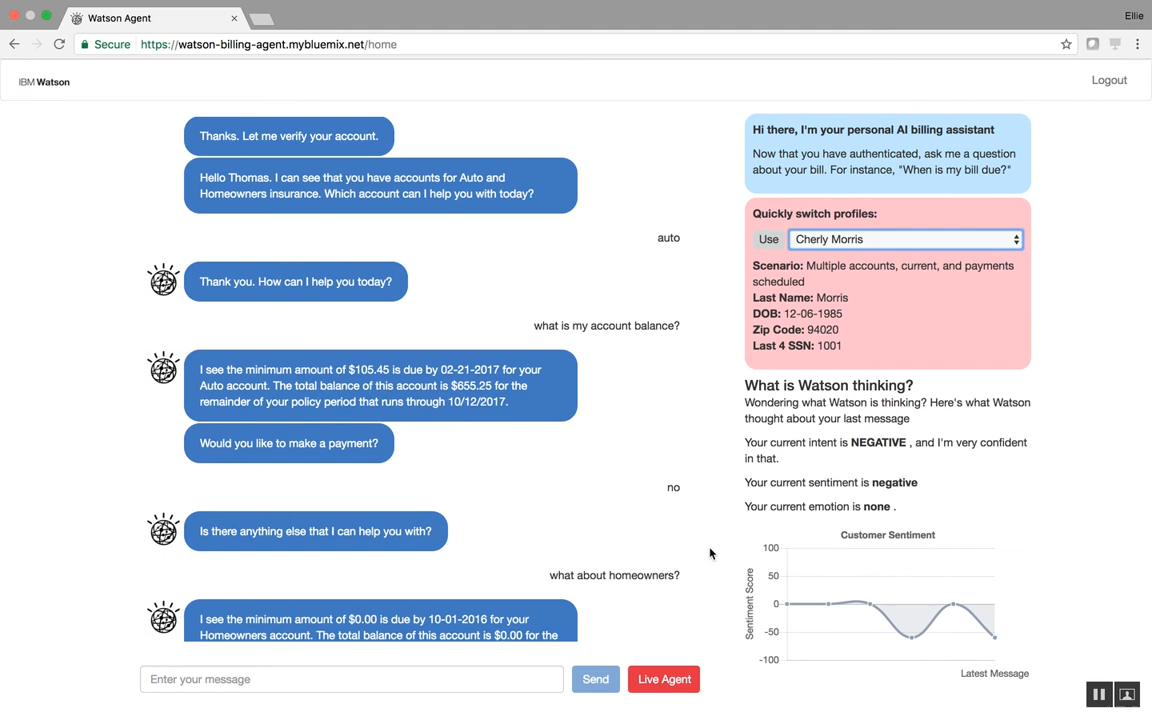 Watson Agent
Ellie
Secure
https://watson-billing-agent.mybluemix.net/home
IBM Watson
Logout
Thanks. Let me verify your account.
Hello Thomas. I can see that you have accounts for Auto and
Homeowners insurance. Which account can I help you with today?
auto
Thank you. How can I help you today?
what is my account balance?
I see the minimum amount of $105.45 is due by 02-21-2017 for your
Auto account. The total balance of this account is $655.25 for the
remainder of your policy period that runs through 10/12/2017.
Would you like to make a payment?
no
Is there anything else that I can help you with?
what about homeowners?
I see the minimum amount of $0.00 is due by 10-01-2016 for your
Homeowners account. The total balance of this account is $0.00 for the
Enter your message
Send
Live Agent
Hi there, I'm your personal AI billing assistant
Now that you have authenticated, ask me a question
about your bill. For instance, "When is my bill due?"
Quickly switch profiles:
Use
Cherly Morris
Scenario: Multiple accounts, current, and payments
scheduled
Last Name: Morris
DOB: 12-06-1985
Zip Code: 94020
Last 4 SSN: 1001
What is Watson thinking?
Wondering what Watson is thinking? Here's what Watson
thought about your last message
Your current intent is NEGATIVE , and I'm very confident
in that.
Your current sentiment is negative
Your current emotion is none .
Customer Sentiment
Sentiment Score
100
50
0
-50
-100
Latest Message